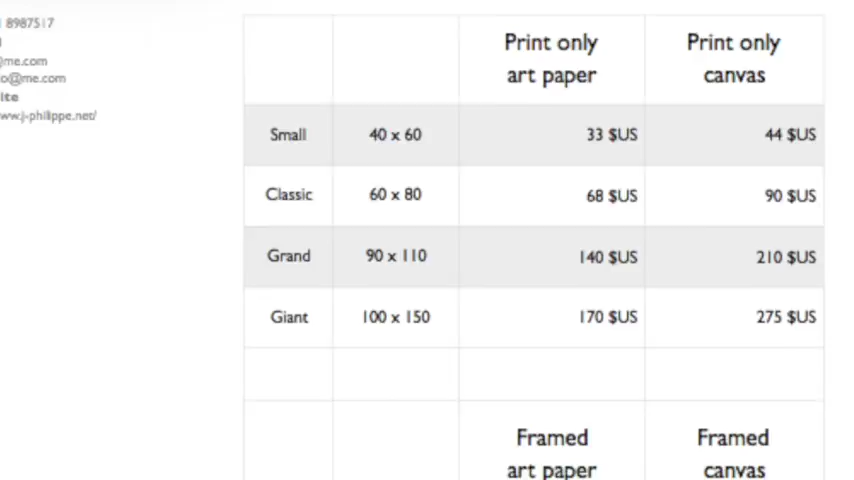 8987517
@me.com
o@me.com
ite
ww.j-philippe.net/
Print only
art paper
Print only
canvas
Small 40 x 60 33 $US 44 $US
Classic 60 x 80 68 $US 90 $US
Grand 90 x 110 140 $US 210 $US
Giant 100 x 150 170 $US 275 $US
Framed
art paper
Framed
canvas